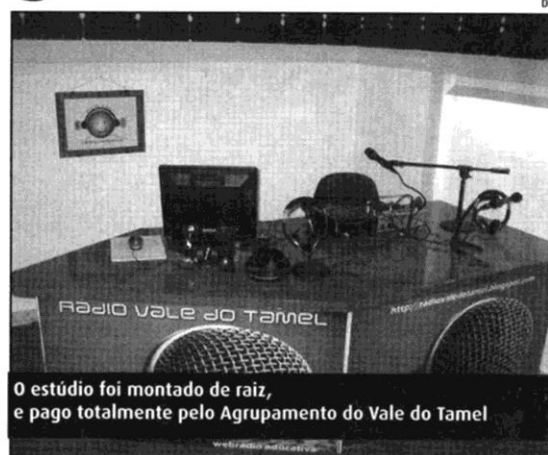 D
RADIO VALE DO TAMEL
O estúdio foi montado de raiz,
e pago totalmente pelo Agrupamento do Vale do Tamel
webradio educativa